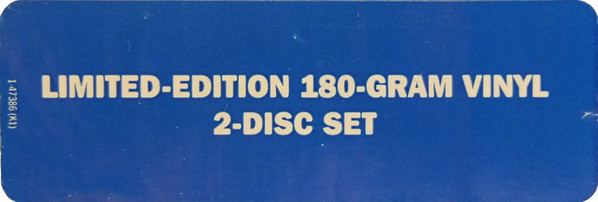 LIMITED-EDITION 180-GRAM VINYL
2-DISC SET
1-47386 (K1)